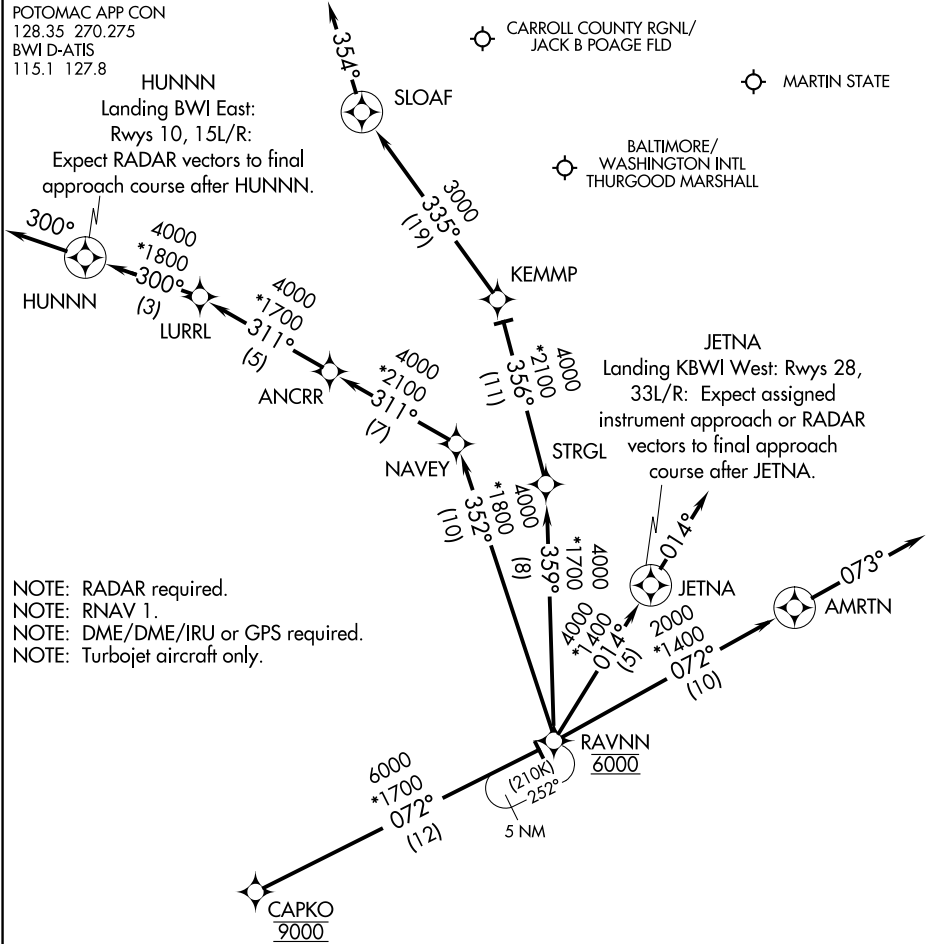 POTOMAC APP CON
128.35 270.275
BWI D-ATIS
115.1 127.8
HUNNN
Landing BWI East:
Rwys 10, 15L/R:
Expect RADAR vectors to final
approach course after HUNNN.
354°
SLOAF
CARROLL COUNTY RGNL/
JACK B POAGE FLD
MARTIN STATE
BALTIMORE/
WASHINGTON INTL
THURGOOD MARSHALL
3000
335°
(19)
KEMMP
300°
HUNNN
4000
*1800
300°
(3)
LURRL
4000
*1700
311°
(5)
ANCRR
4000
*2100
311°
(7)
NAVEY
4000
*2100
356°
(11)
STRGL
JETNA
Landing KBWI West: Rwys 28,
33L/R: Expect assigned
instrument approach or RADAR
vectors to final approach
course after JETNA.
4000
*1800
352°
(10)
4000
*1700
359°
(8)
014°
JETNA
4000
*1400
014°
(5)
073°
AMRTN
2000
*1400
072°
(10)
NOTE: RADAR required.
NOTE: RNAV 1.
NOTE: DME/DME/IRU or GPS required.
NOTE: Turbojet aircraft only.
RAVNN
6000
(210K)
252°
5 NM
6000
*1700
072°
(12)
CAPKO
9000